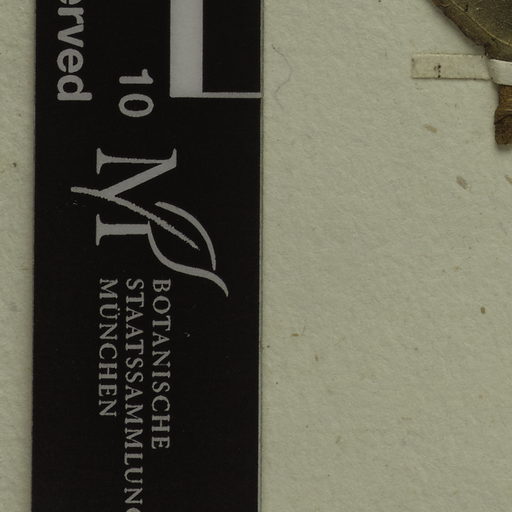 erved
10
M
BOTANISCHE
STAATSSAMMLUNG
MÜNCHEN